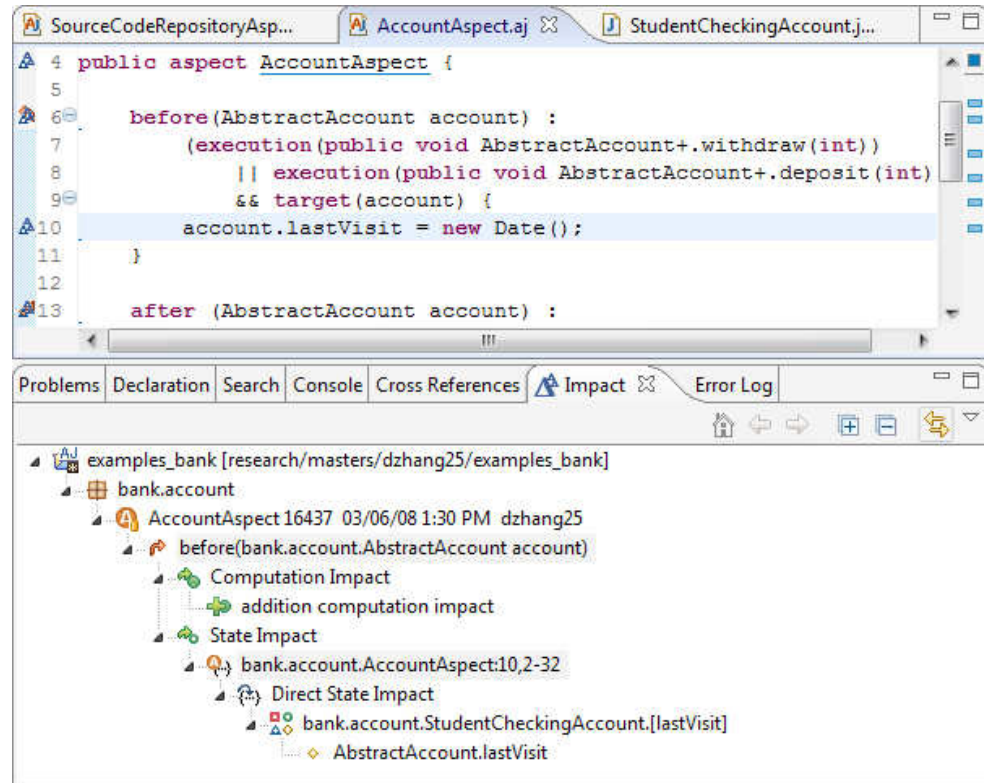 SourceCodeRepositoryAsp... AccountAspect.aj StudentCheckingAccount.j...
4 public aspect AccountAspect {
5
6 before(AbstractAccount account) :
7 (execution(public void AbstractAccount+.withdraw(int))
8 || execution(public void AbstractAccount+.deposit(int)
9 && target(account) {
10 account.lastVisit = new Date();
11 }
12
13 after (AbstractAccount account) :
Problems Declaration Search Console Cross References Impact Error Log
examples_bank [research/masters/dzhang25/examples_bank]
bank.account
AccountAspect 16437 03/06/08 1:30 PM dzhang25
before(bank.account.AbstractAccount account)
Computation Impact
addition computation impact
State Impact
bank.account.AccountAspect:10,2-32
Direct State Impact
bank.account.StudentCheckingAccount.[lastVisit]
AbstractAccount.lastVisit